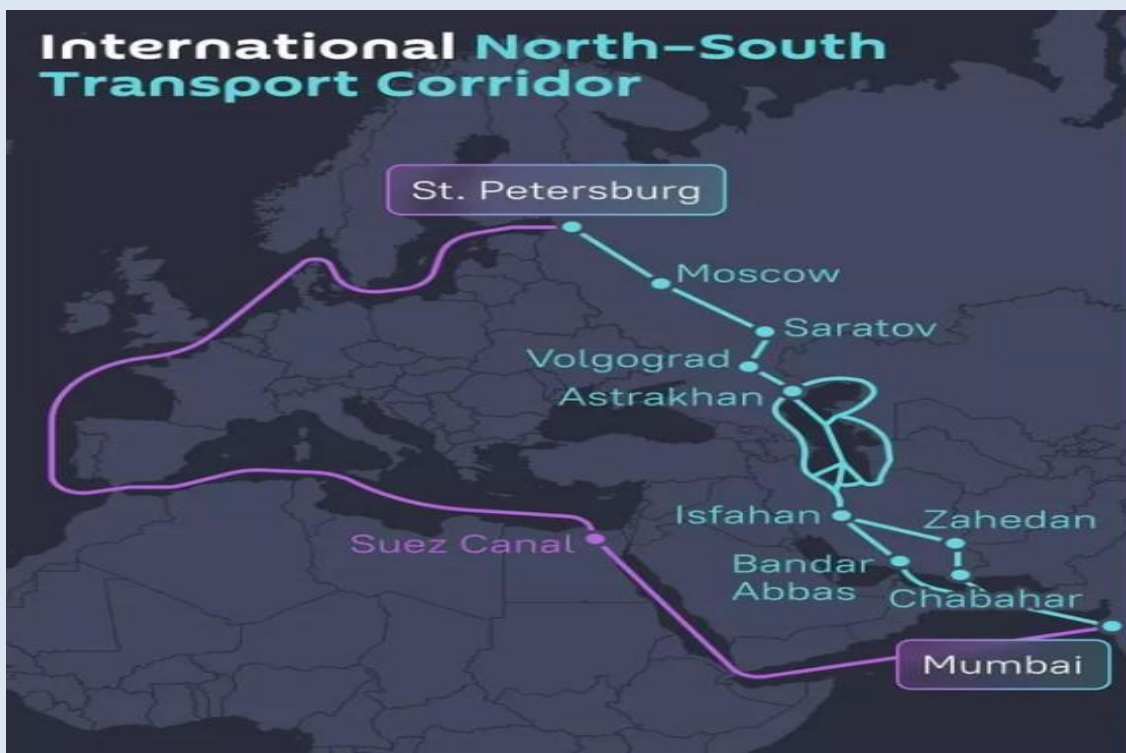 International North–South
Transport Corridor
St. Petersburg
Moscow
Saratov
Volgograd
Astrakhan
Isfahan
Zahedan
Suez Canal
Bandar
Abbas
Chabahar
Mumbai